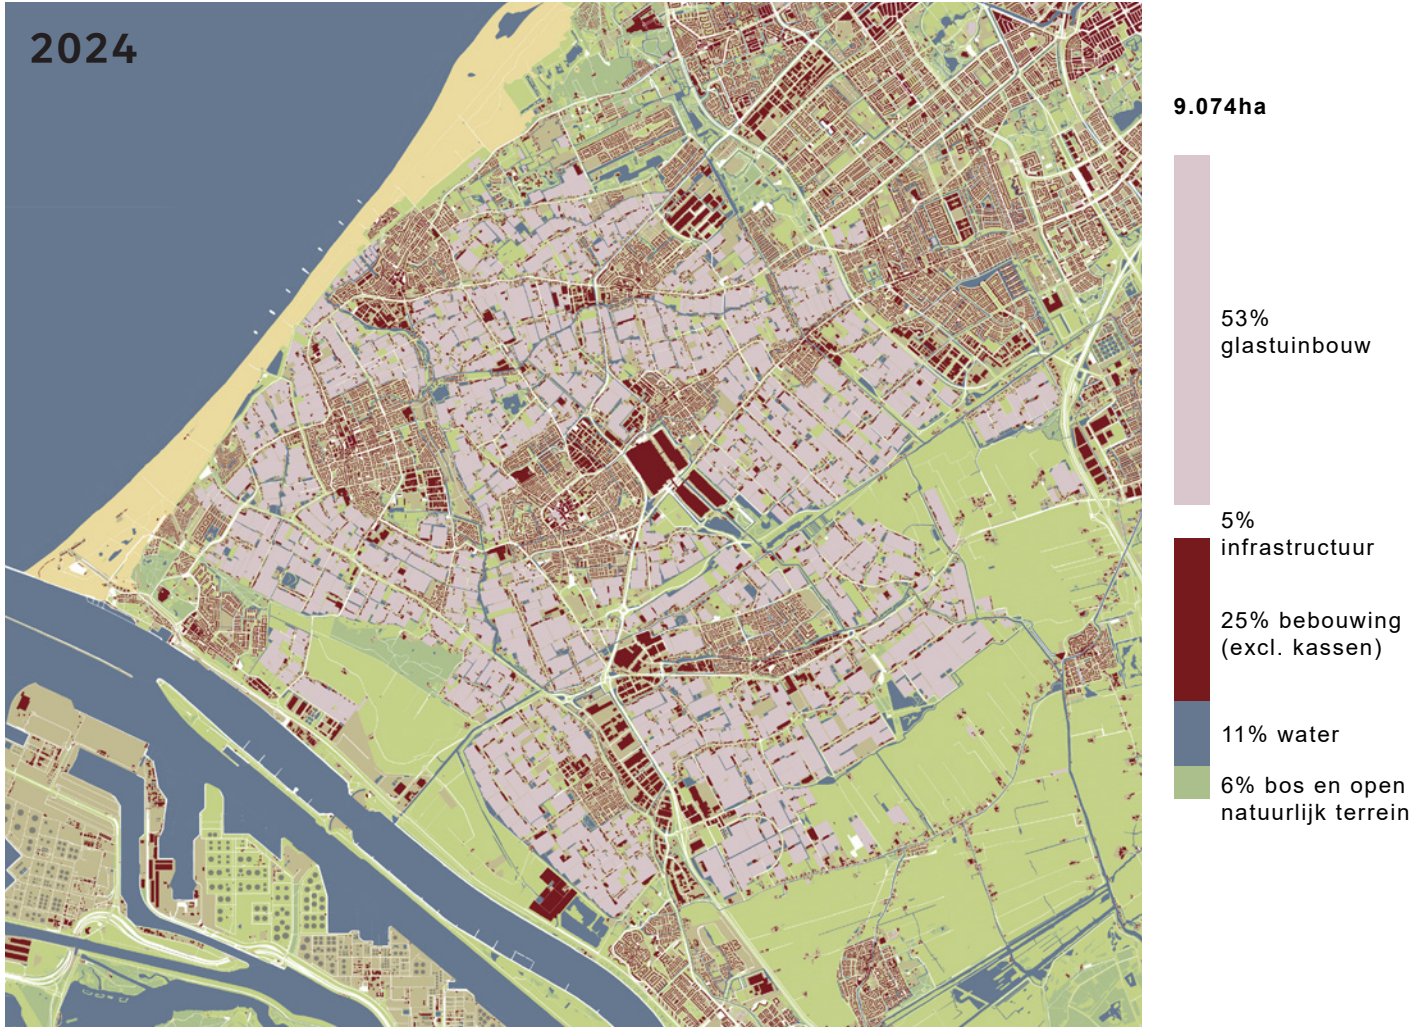 2024
9.074ha
53%
glastuinbouw
5%
infrastructuur
25% bebouwing
(excl. kassen)
11% water
6% bos en open
natuurlijk terrein